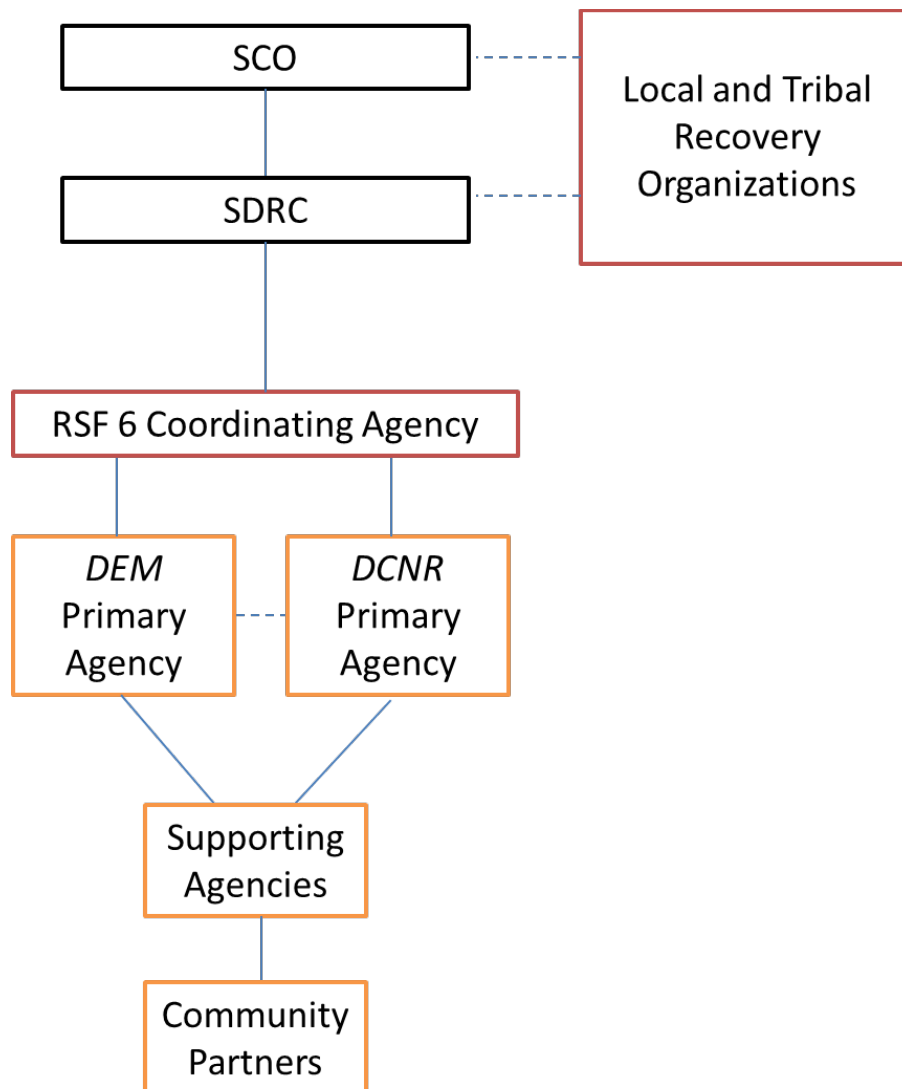 SCO
Local and Tribal
Recovery
Organizations
SDRC
RSF 6 Coordinating Agency
DEM
Primary
Agency
DCNR
Primary
Agency
Supporting
Agencies
Community
Partners